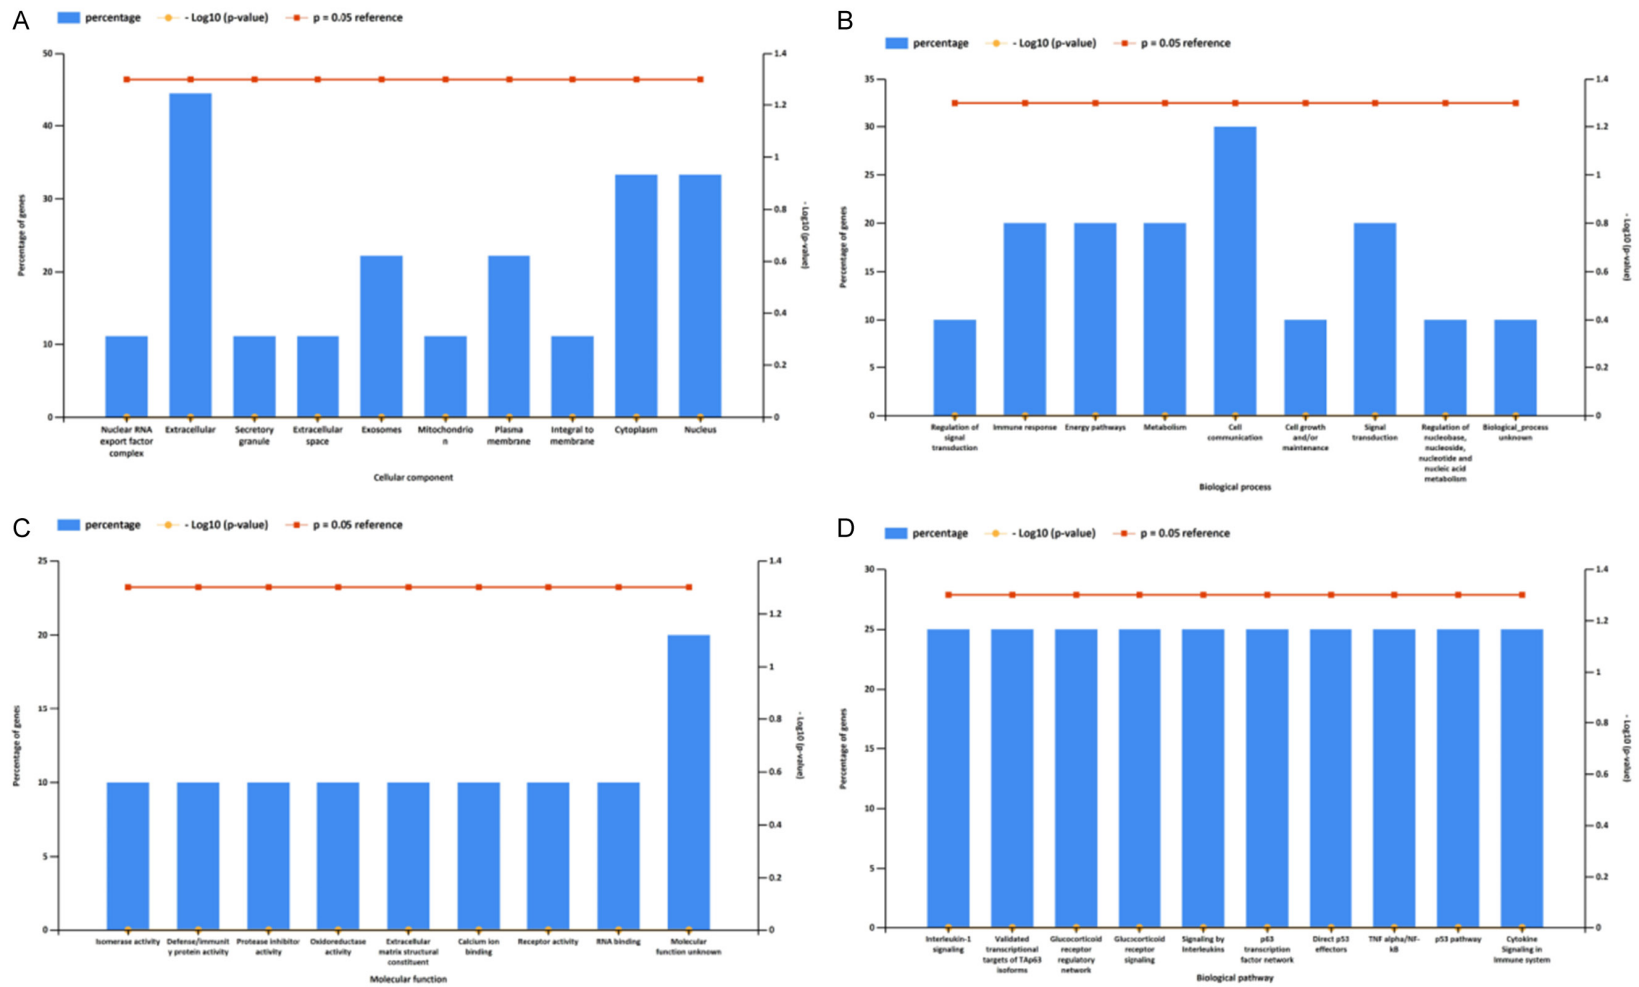 A
percentage - Log10 (p-value) p = 0.05 reference
50
40
30
20
10
0
Percentage of genes
1.4
1.2
1
0.8
0.6
0.4
0.2
0
- Log10 (p-value)
Nuclear RNA
export factor
complex
Extracellular
Secretory
granule
Extracellular
space
Exosomes
Mitochondrio
n
Plasma
membrane
Integral to
membrane
Cytoplasm
Nucleus
Cellular component
B
percentage - Log10 (p-value) p = 0.05 reference
35
30
25
20
15
10
5
0
Percentage of genes
1.4
1.2
1
0.8
0.6
0.4
0.2
0
- Log10 (p-value)
Regulation of
signal
transduction
Immune response
Energy pathways
Metabolism
Cell
communication
Cell growth
and/or
maintenance
Signal
transduction
Regulation of
nucleobase,
nucleoside,
nucleotide and
nucleic acid
metabolism
Biological_process
unknown
Biological process
C
percentage - Log10 (p-value) p = 0.05 reference
25
20
15
10
5
0
Percentage of genes
1.4
1.2
1
0.8
0.6
0.4
0.2
0
- Log10 (p-value)
Isomerase activity
Defense/immunit
y protein activity
Protease inhibitor
activity
Oxidoreductase
activity
Extracellular
matrix structural
constituent
Calcium ion
binding
Receptor activity
RNA binding
Molecular
function unknown
Molecular function
D
percentage - Log10 (p-value) p = 0.05 reference
30
25
20
15
10
5
0
Percentage of genes
1.4
1.2
1
0.8
0.6
0.4
0.2
0
- Log10 (p-value)
Interleukin-1
signaling
Validated
transcriptional
targets of TAp63
isoforms
Glucocorticoid
receptor
regulatory
network
Glucocorticoid
receptor
signaling
Signaling by
Interleukins
p63
transcription
factor network
Direct p53
effectors
TNF alpha/NF-
kB
p53 pathway
Cytokine
Signaling in
Immune system
Biological pathway